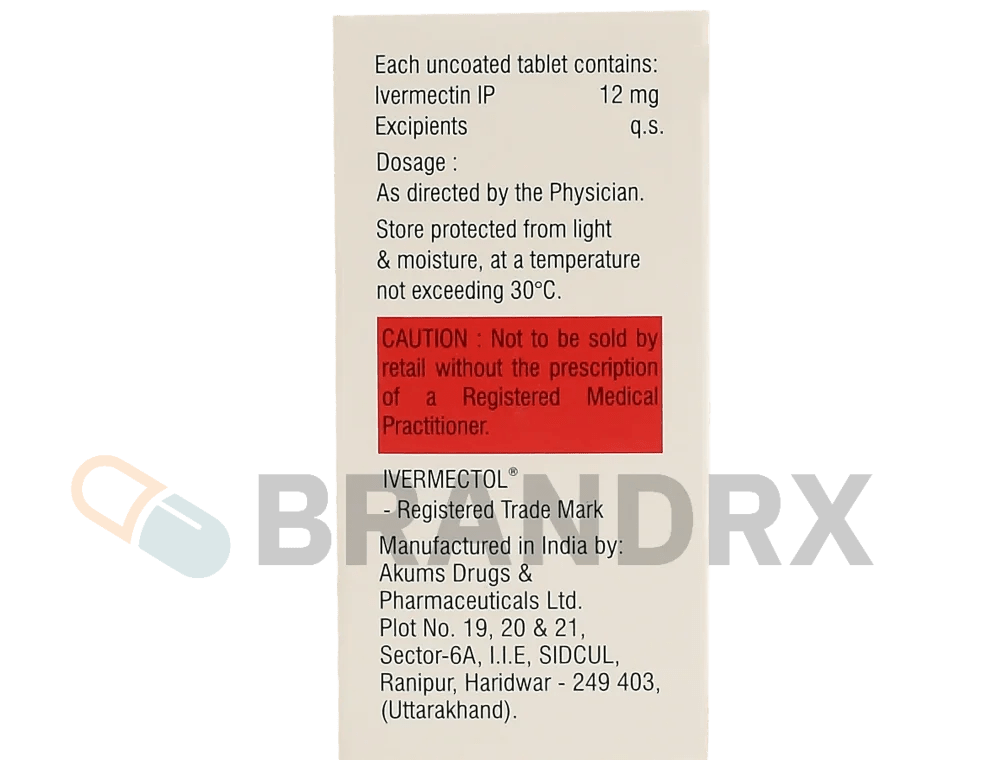 Each uncoated tablet contains:
Ivermectin IP 12 mg
Excipients q.s.
Dosage :
As directed by the Physician.
Store protected from light
& moisture, at a temperature
not exceeding 30°C.
CAUTION : Not to be sold by
retail without the prescription
of a Registered Medical
Practitioner.
IVERMECTOL®
- Registered Trade Mark
BRANDRX
Manufactured in India by:
Akums Drugs &
Pharmaceuticals Ltd.
Plot No. 19, 20 & 21,
Sector-6A, I.I.E, SIDCUL,
Ranipur, Haridwar - 249 403,
(Uttarakhand).